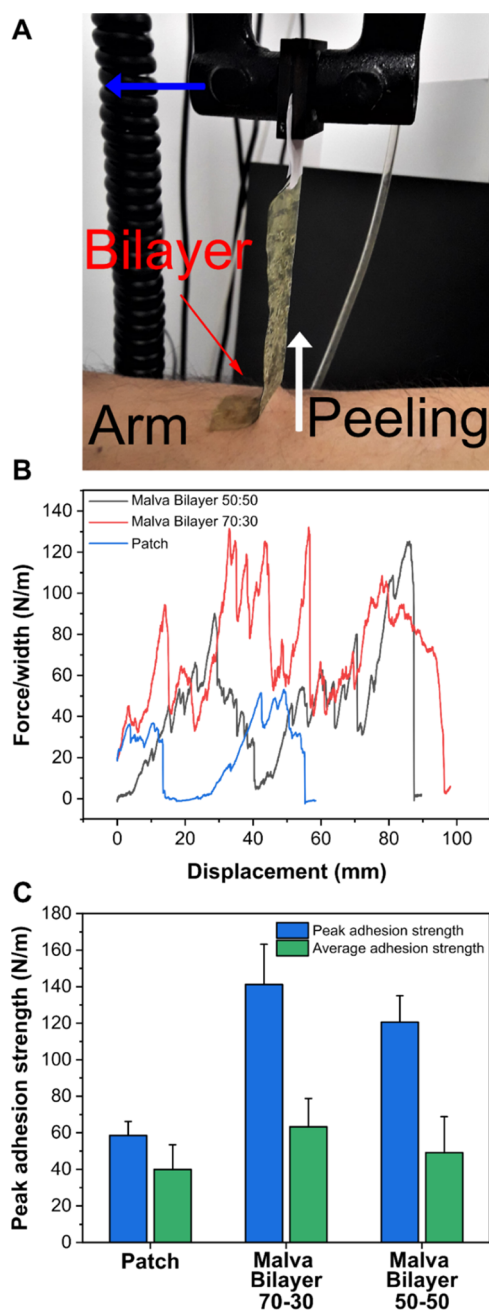 A
Bilayer
Arm
Peeling
B
Malva Bilayer 50:50
Malva Bilayer 70:30
Patch
Force/width (N/m)
140
120
100
80
60
40
20
0
0 20 40 60 80 100
Displacement (mm)
C
Peak adhesion strength
Average adhesion strength
Peak adhesion strength (N/m)
180
160
140
120
100
80
60
40
20
0
Patch
Malva
Bilayer
70-30
Malva
Bilayer
50-50